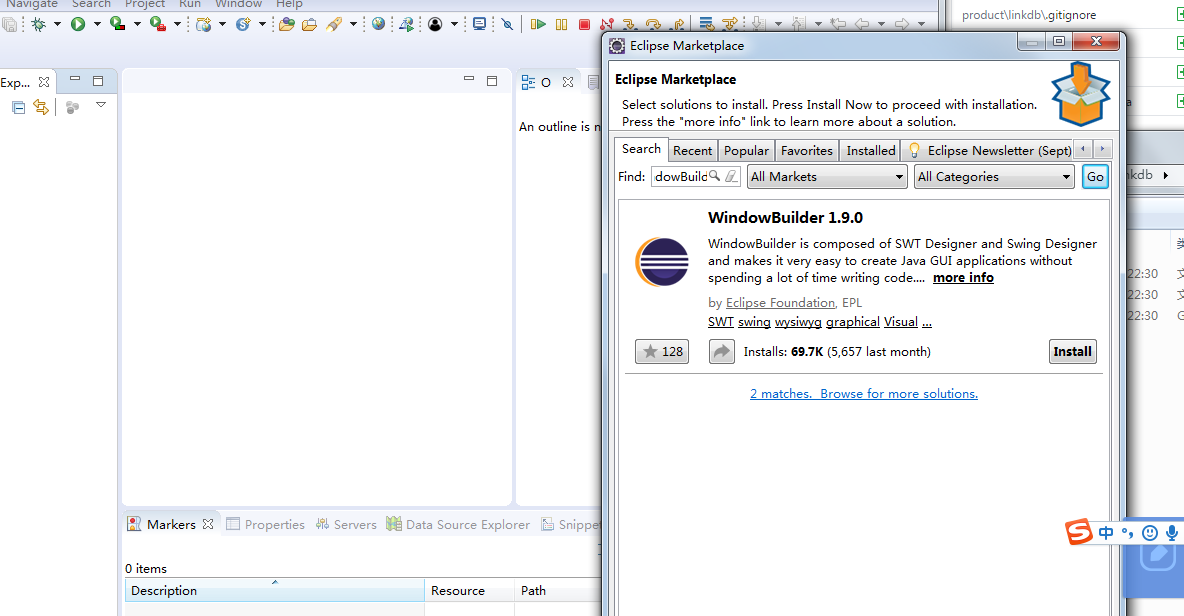 Navigate Search Project Run Window Help
product\linkdb\.gitignore
Exp...
O
An outline is n
Eclipse Marketplace
Eclipse Marketplace
Select solutions to install. Press Install Now to proceed with installation.
Press the "more info" link to learn more about a solution.
Search Recent Popular Favorites Installed Eclipse Newsletter (Sept)
Find: dowBuild All Markets All Categories Go
nkdb
WindowBuilder 1.9.0
WindowBuilder is composed of SWT Designer and Swing Designer
and makes it very easy to create Java GUI applications without
spending a lot of time writing code.... more info
by Eclipse Foundation, EPL
SWT swing wysiwyg graphical Visual ...
128 Installs: 69.7K (5,657 last month) Install
2 matches. Browse for more solutions.
22:30
22:30
22:30
Markers Properties Servers Data Source Explorer Snippet
0 items
Description Resource Path
S 中